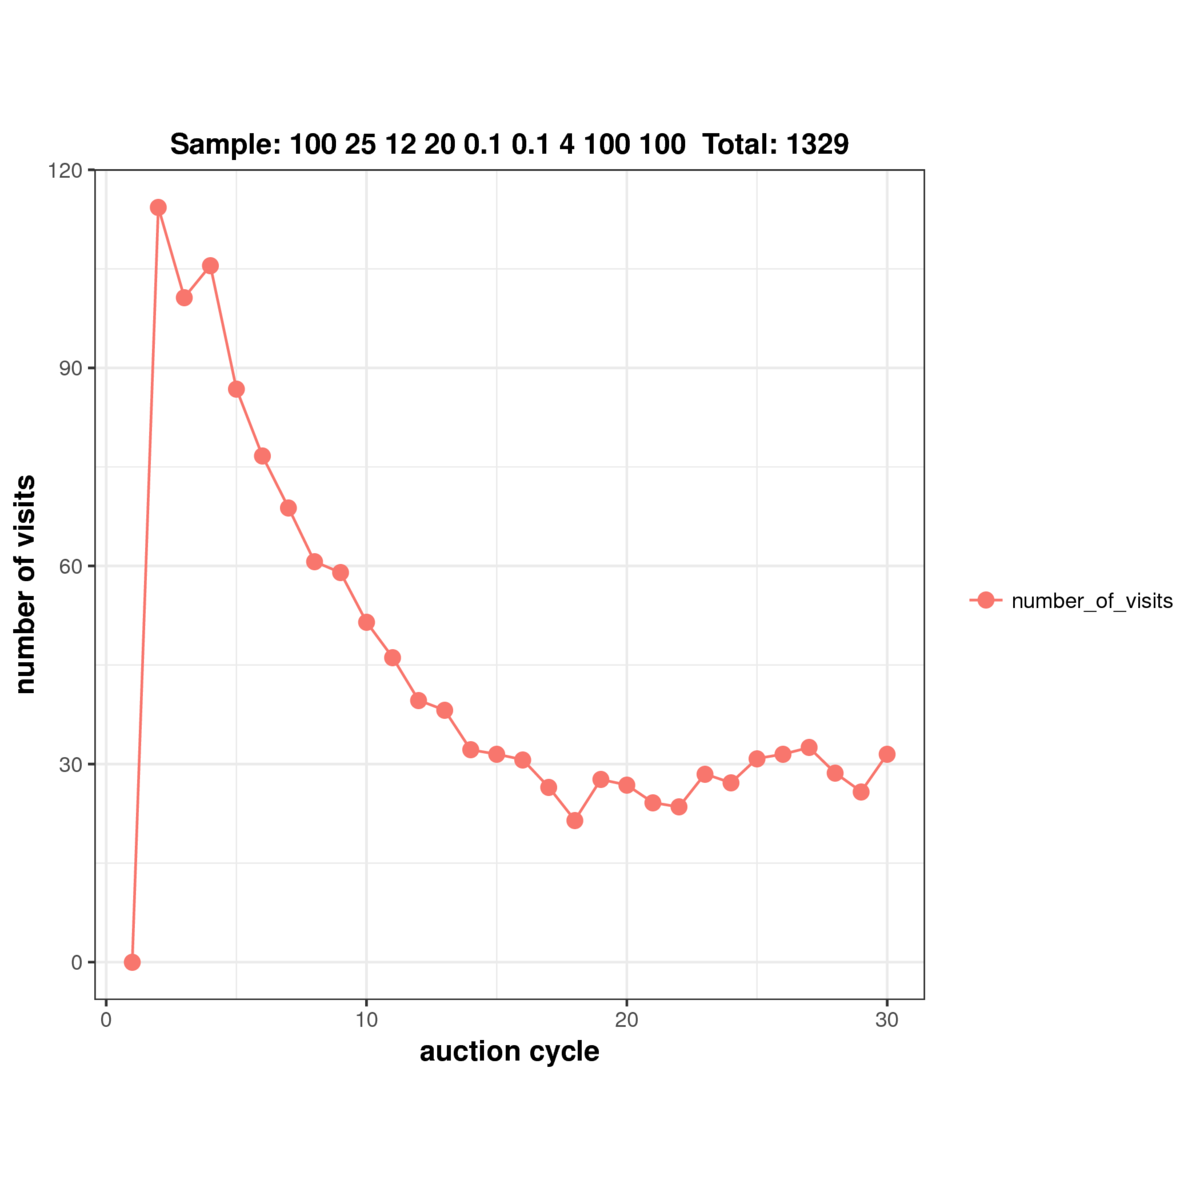 Sample: 100 25 12 20 0.1 0.1 4 100 100  Total: 1329
120
90
60
30
0
number of visits
0 10 20 30
auction cycle
number_of_visits